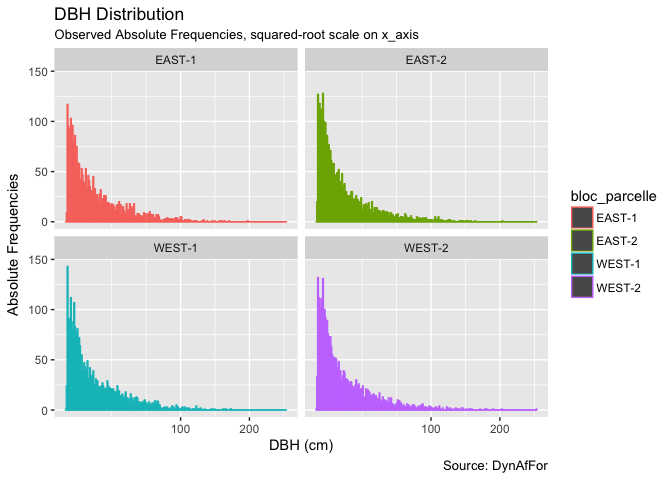 DBH Distribution
Observed Absolute Frequencies, squared-root scale on x_axis
EAST-1
EAST-2
150
100
50
0
WEST-1
WEST-2
150
100
50
0
100
200
100
200
Absolute Frequencies
DBH (cm)
Source: DynAfFor
bloc_parcelle
EAST-1
EAST-2
WEST-1
WEST-2